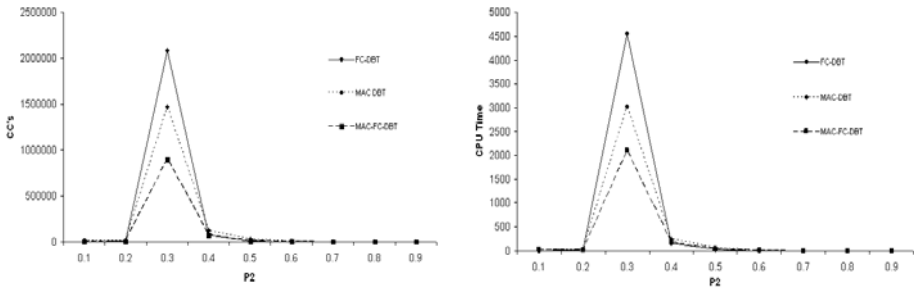 2500000
2000000
1500000
1000000
500000
0
CC's
0.1 0.2 0.3 0.4 0.5 0.6 0.7 0.8 0.9
P2
FC-DBT
MAC DBT
MAC-FC-DBT
5000
4500
4000
3500
3000
2500
2000
1500
1000
500
0
CPU Time
0.1 0.2 0.3 0.4 0.5 0.6 0.7 0.8 0.9
P2
FC-DBT
MAC-DBT
MAC-FC-DBT